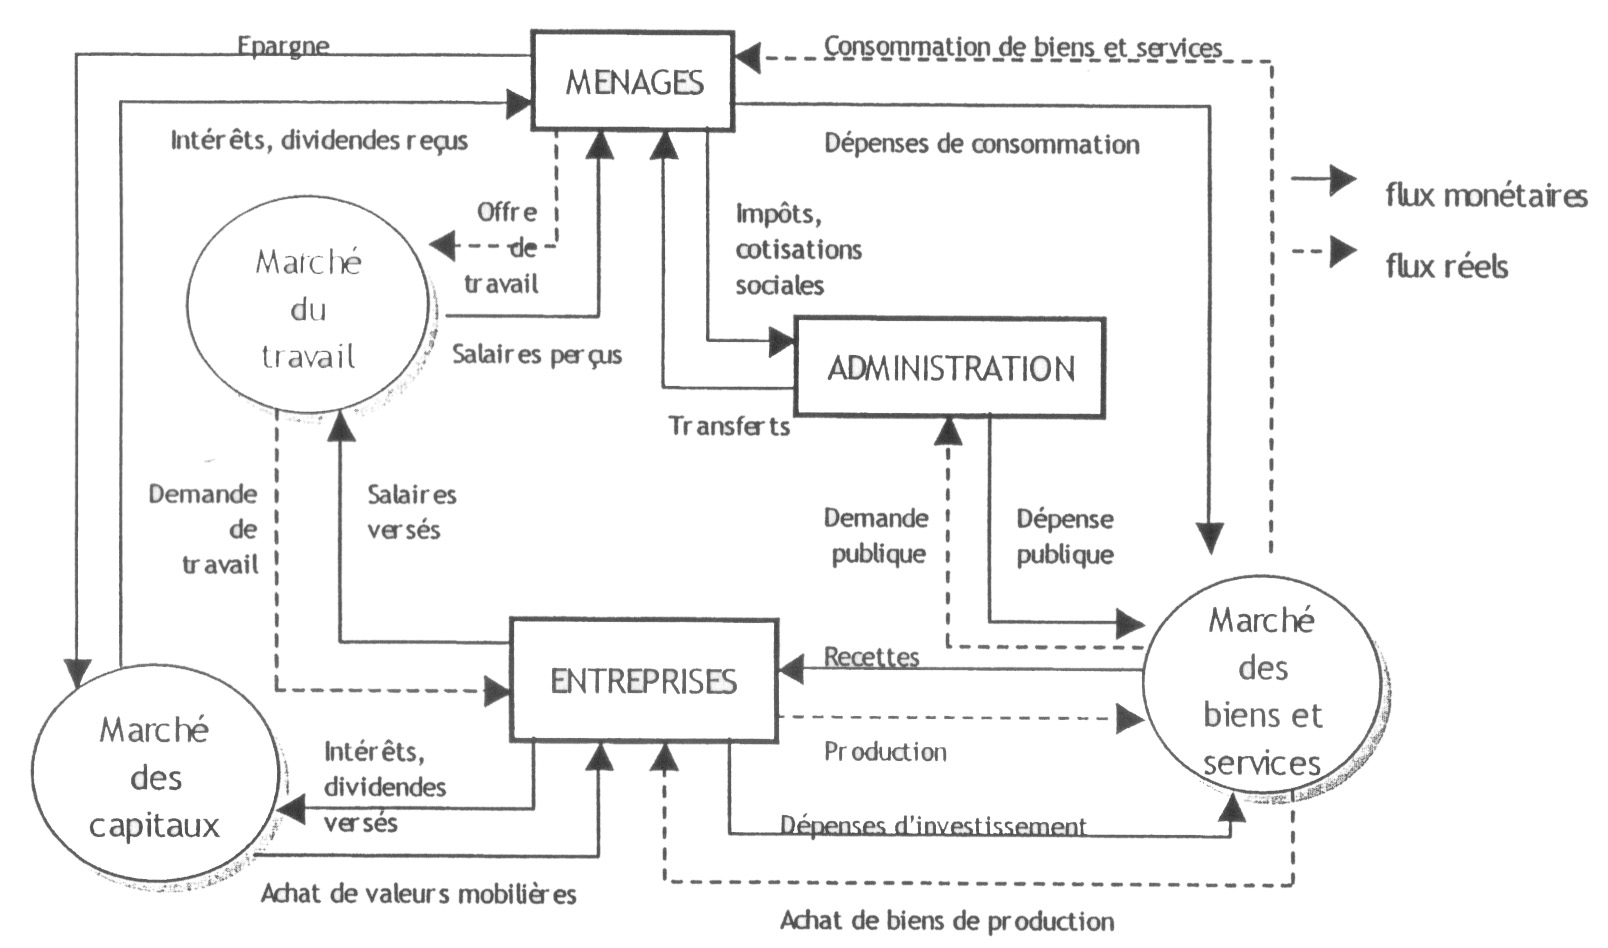 Epargne
MENAGES
Consommation de biens et services
Intérêts, dividendes reçus
Dépenses de consommation
flux monétaires
flux réels
Offre
de
travail
Impôts,
cotisations
sociales
Marché
du
travail
Salaires perçus
ADMINISTRATION
Transferts
Demande
de
travail
Salaires
versés
Demande
publique
Dépense
publique
Marché
des
biens et
services
Recettes
ENTREPRISES
Production
Marché
des
capitaux
Intérêts,
dividendes
versés
Dépenses d'investissement
Achat de valeurs mobilières
Achat de biens de production